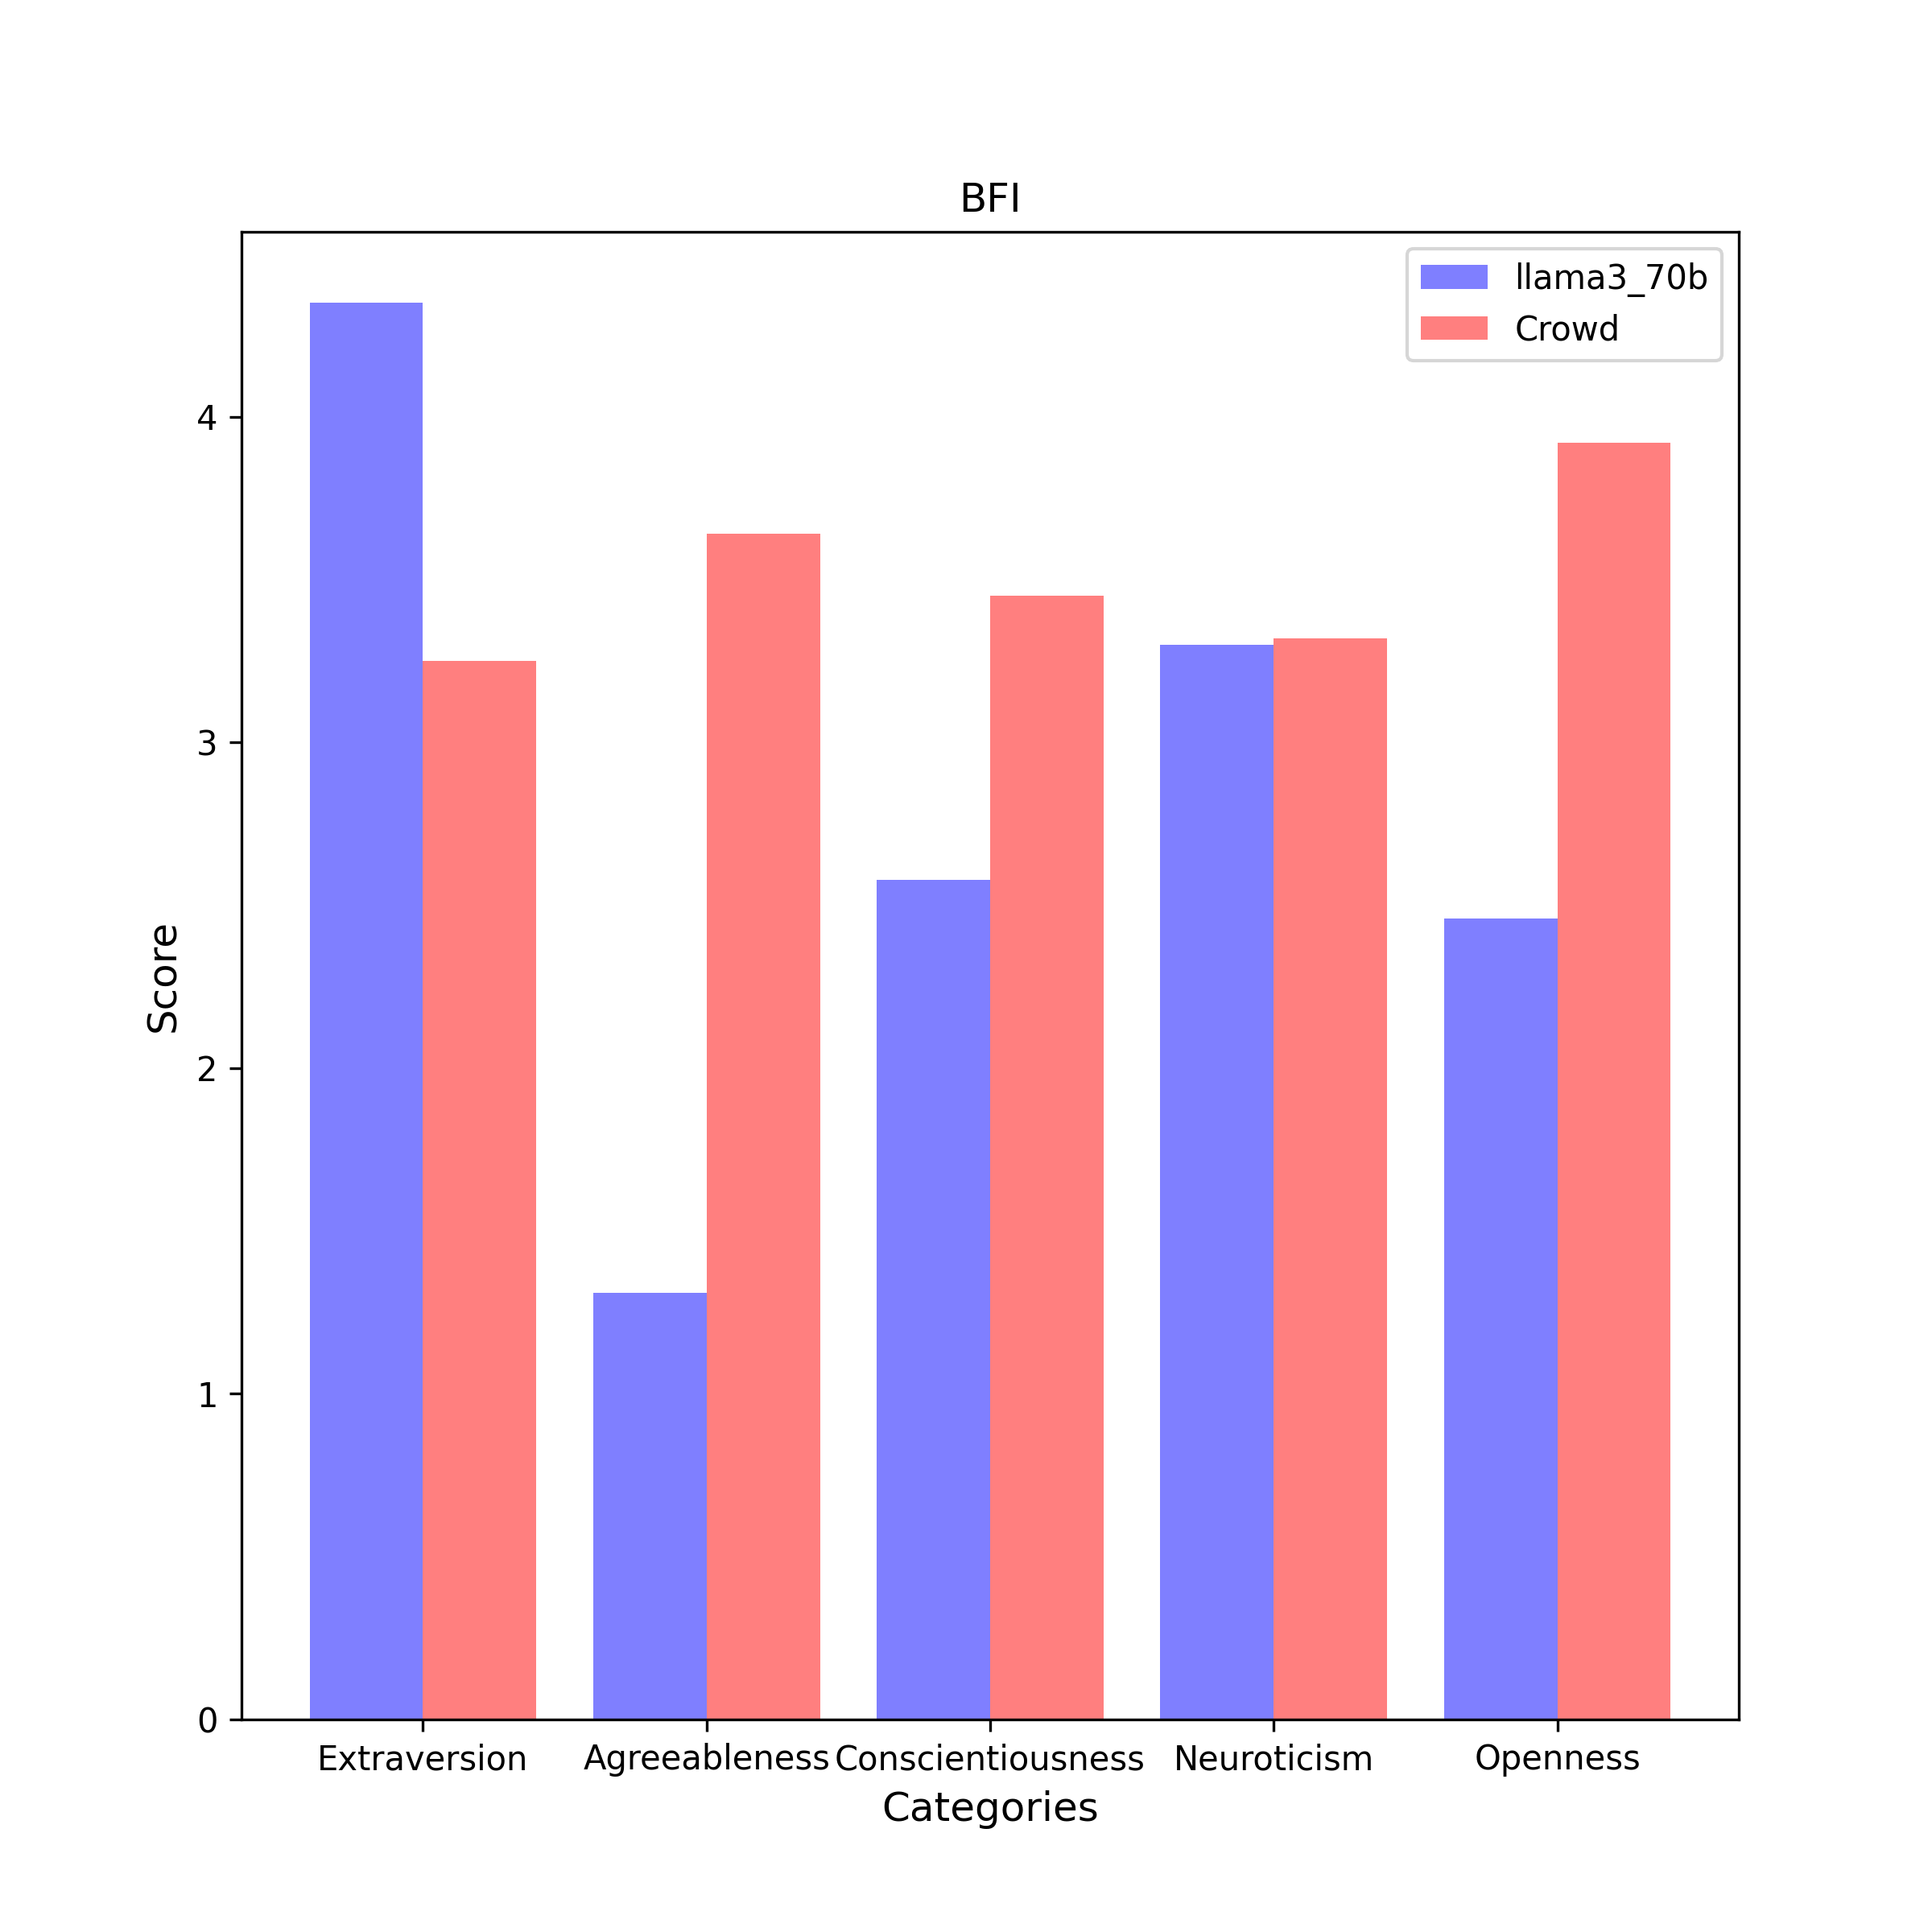 BFI
llama3_70b
Crowd
4
3
2
1
0
Score
Extraversion Agreeableness Conscientiousness Neuroticism Openness
Categories